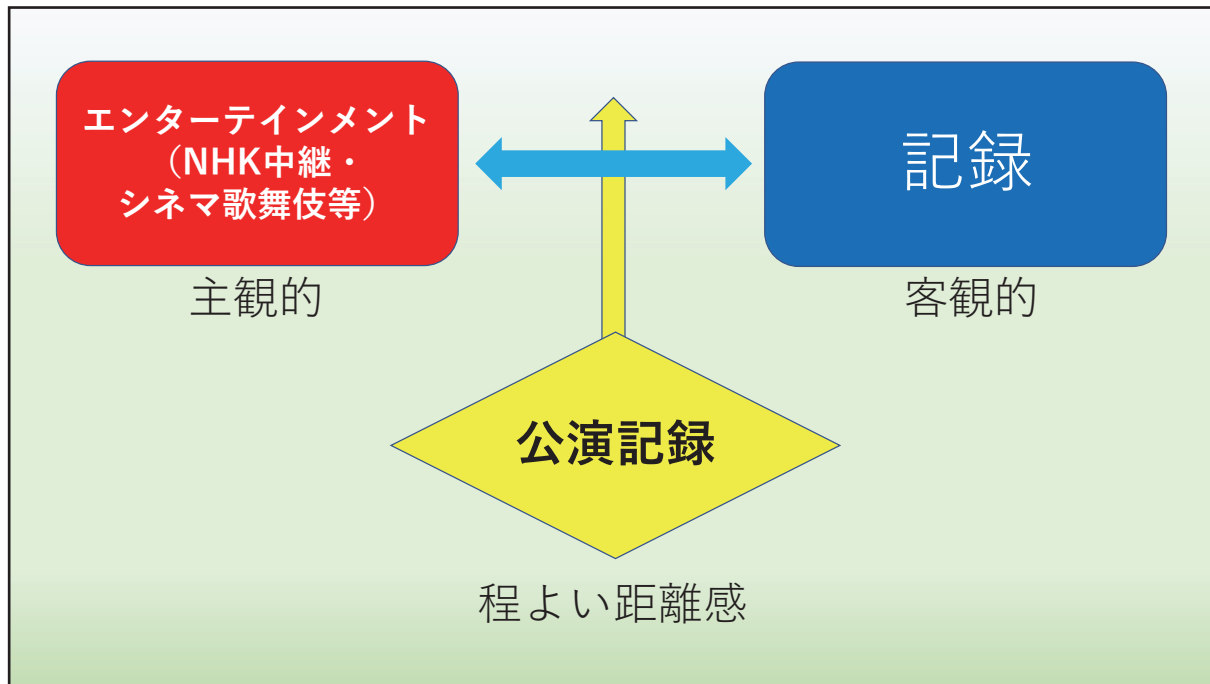 エンターテインメント
（NHK中継・
シネマ歌舞伎等）
記録
主観的
客観的
公演記録
程よい距離感